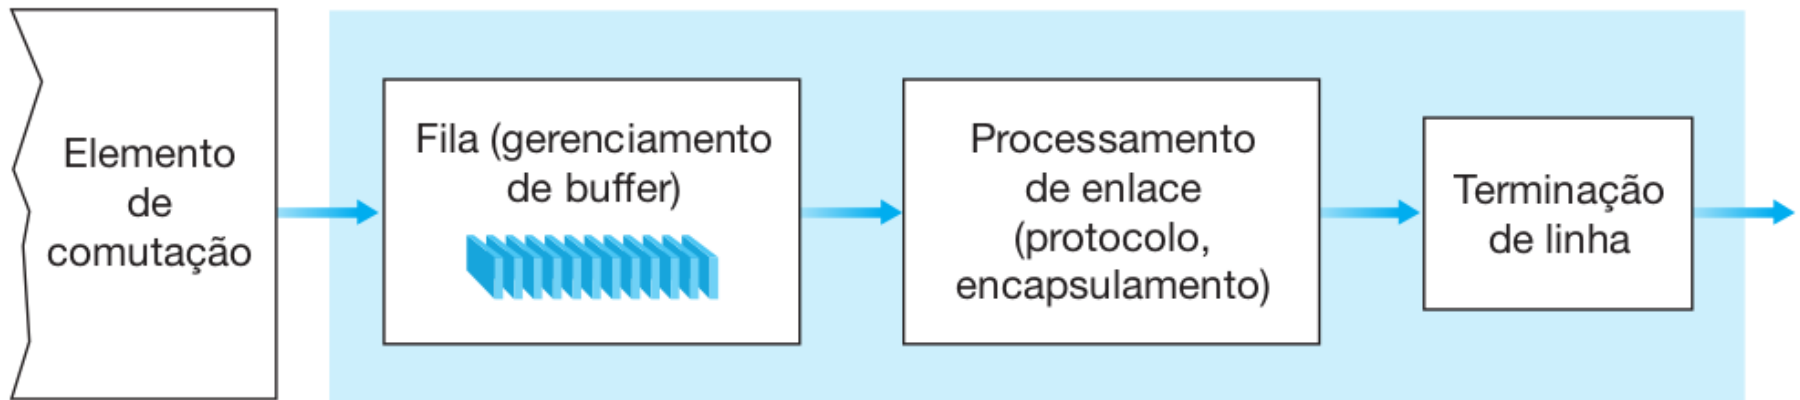 Elemento
de
comutação
Fila (gerenciamento
de buffer)
Processamento
de enlace
(protocolo,
encapsulamento)
Terminação
de linha